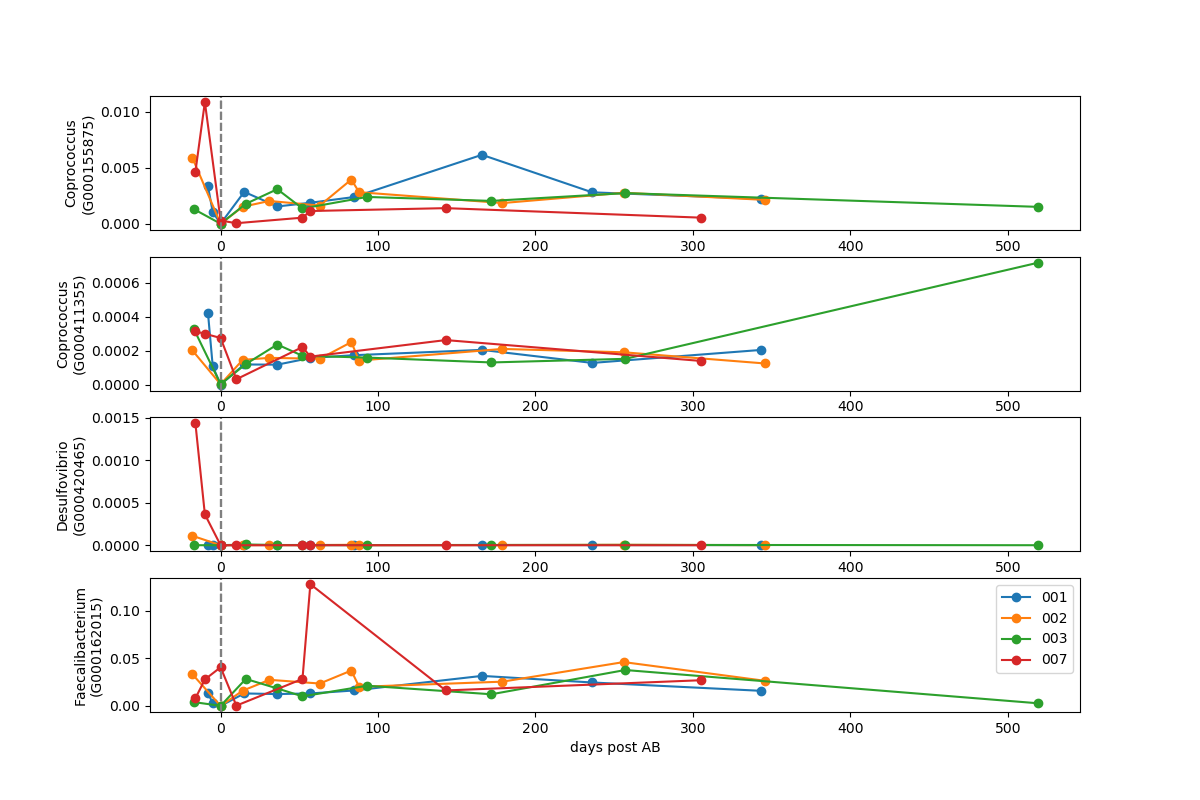 Coprococcus
(G000155875)
0.010
0.005
0.000
0 100 200 300 400 500
Coprococcus
(G000411355)
0.0006
0.0004
0.0002
0.0000
0 100 200 300 400 500
Desulfovibrio
(G000420465)
0.0015
0.0010
0.0005
0.0000
0 100 200 300 400 500
Faecalibacterium
(G000162015)
0.10
0.05
0.00
001
002
003
007
0 100 200 300 400 500
days post AB